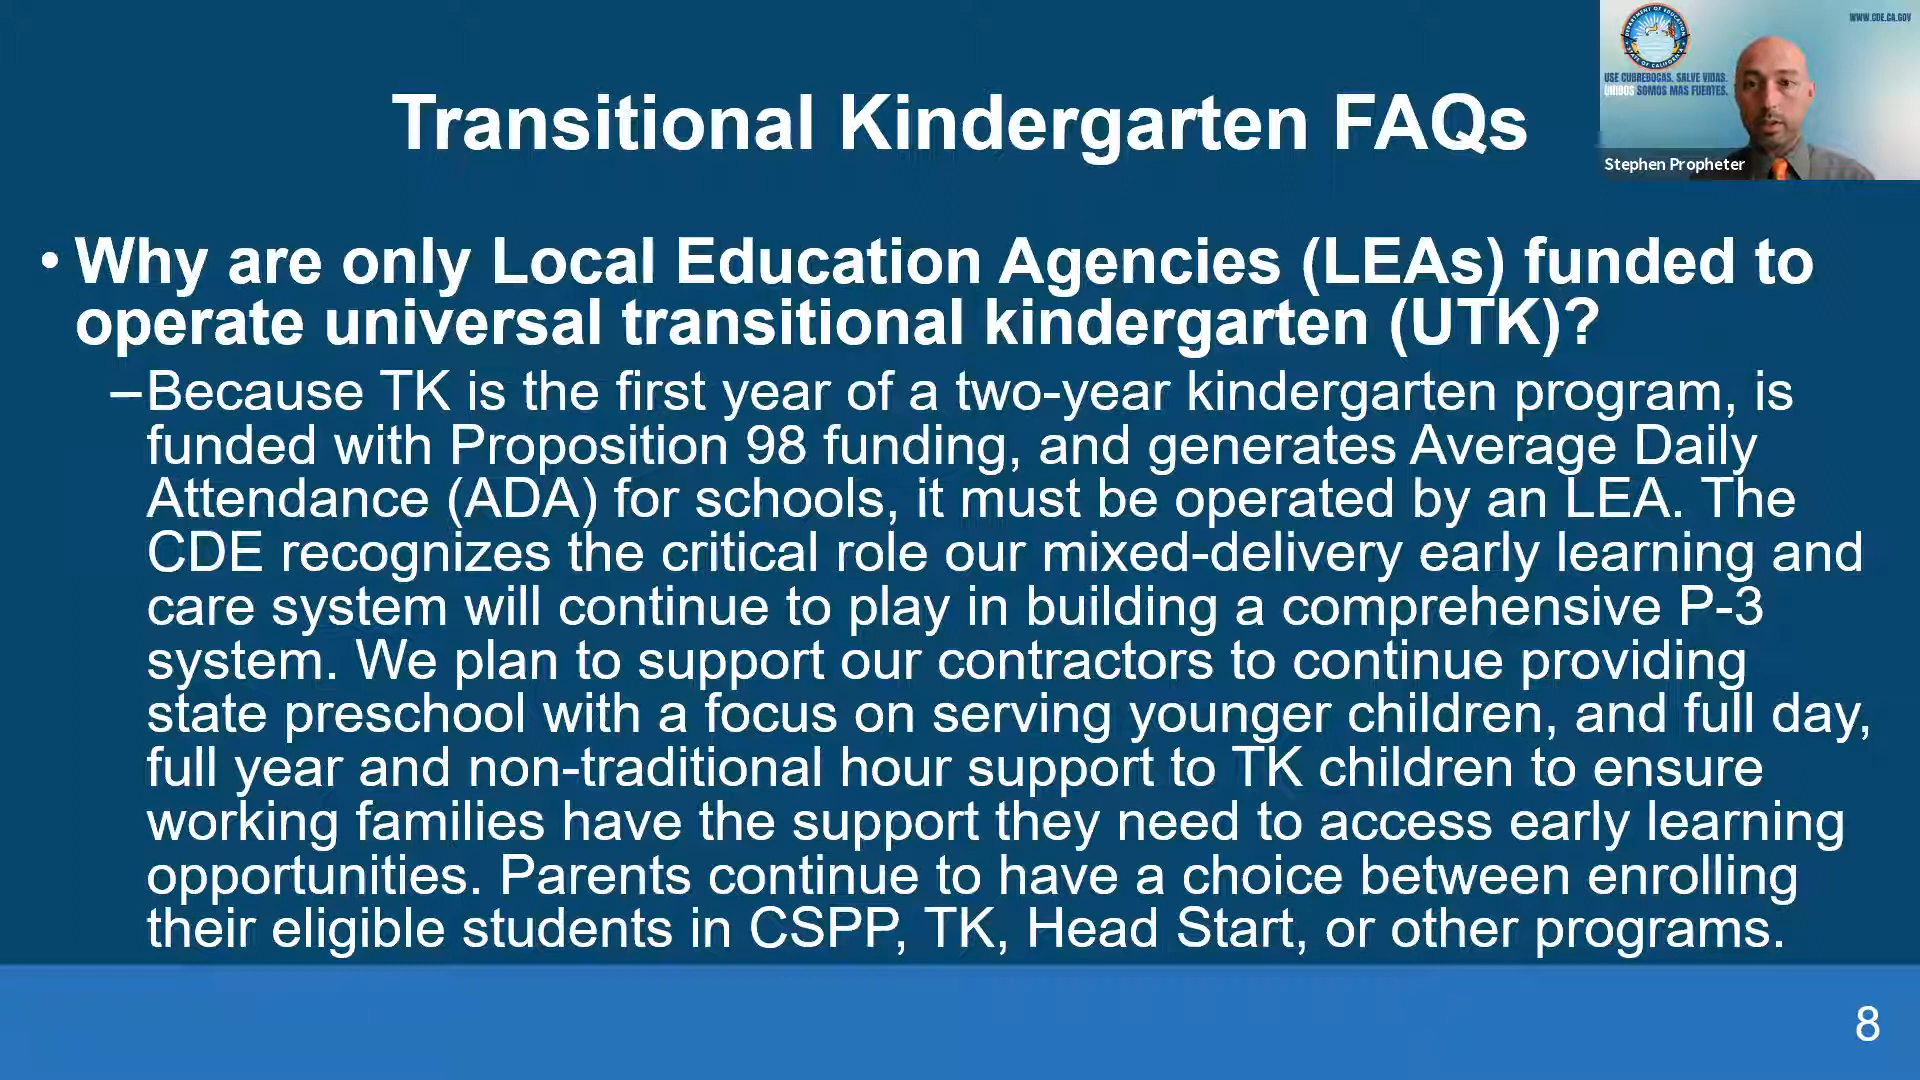 Transitional Kindergarten FAQs
WWW.CDE.CA.GOV
DEPARTMENT OF EDUCATION
STATE OF CALIFORNIA
USE CUBREBOCAS. SALVE VIDAS.
UNIDOS SOMOS MAS FUERTES.
Stephen Propheter
• Why are only Local Education Agencies (LEAs) funded to
operate universal transitional kindergarten (UTK)?
–Because TK is the first year of a two-year kindergarten program, is
funded with Proposition 98 funding, and generates Average Daily
Attendance (ADA) for schools, it must be operated by an LEA. The
CDE recognizes the critical role our mixed-delivery early learning and
care system will continue to play in building a comprehensive P-3
system. We plan to support our contractors to continue providing
state preschool with a focus on serving younger children, and full day,
full year and non-traditional hour support to TK children to ensure
working families have the support they need to access early learning
opportunities. Parents continue to have a choice between enrolling
their eligible students in CSPP, TK, Head Start, or other programs.
8